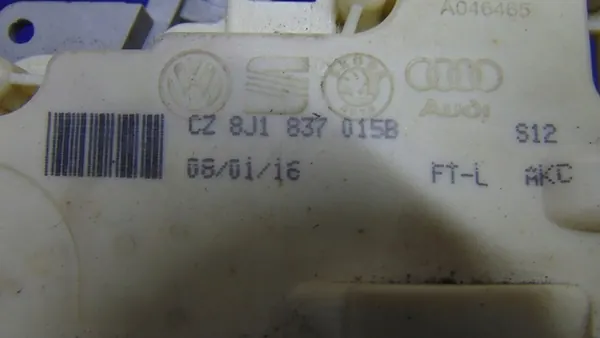 A046465
Audi
CZ 8J1 837 015B S12
08/01/16 FT-L AKC